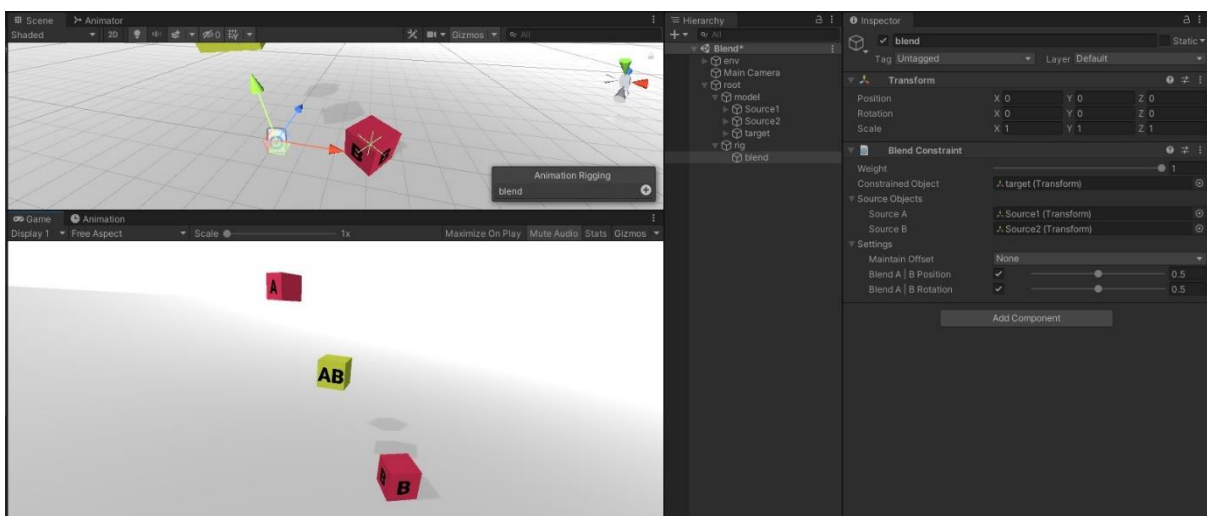 Scene Animator
Shaded 2D 0 Gizmos All
Animation Rigging
blend
Game Animation
Display 1 Free Aspect Scale 1x Maximize On Play Mute Audio Stats Gizmos
A
AB
B B
Hierarchy
All
Blend*
env
Main Camera
root
model
Source1
Source2
target
rig
blend
Inspector
blend Static
Tag Untagged Layer Default
Transform
Position X 0 Y 0 Z 0
Rotation X 0 Y 0 Z 0
Scale X 1 Y 1 Z 1
Blend Constraint
Weight 1
Constrained Object target (Transform)
Source Objects
Source A Source1 (Transform)
Source B Source2 (Transform)
Settings
Maintain Offset None
Blend A | B Position 0.5
Blend A | B Rotation 0.5
Add Component